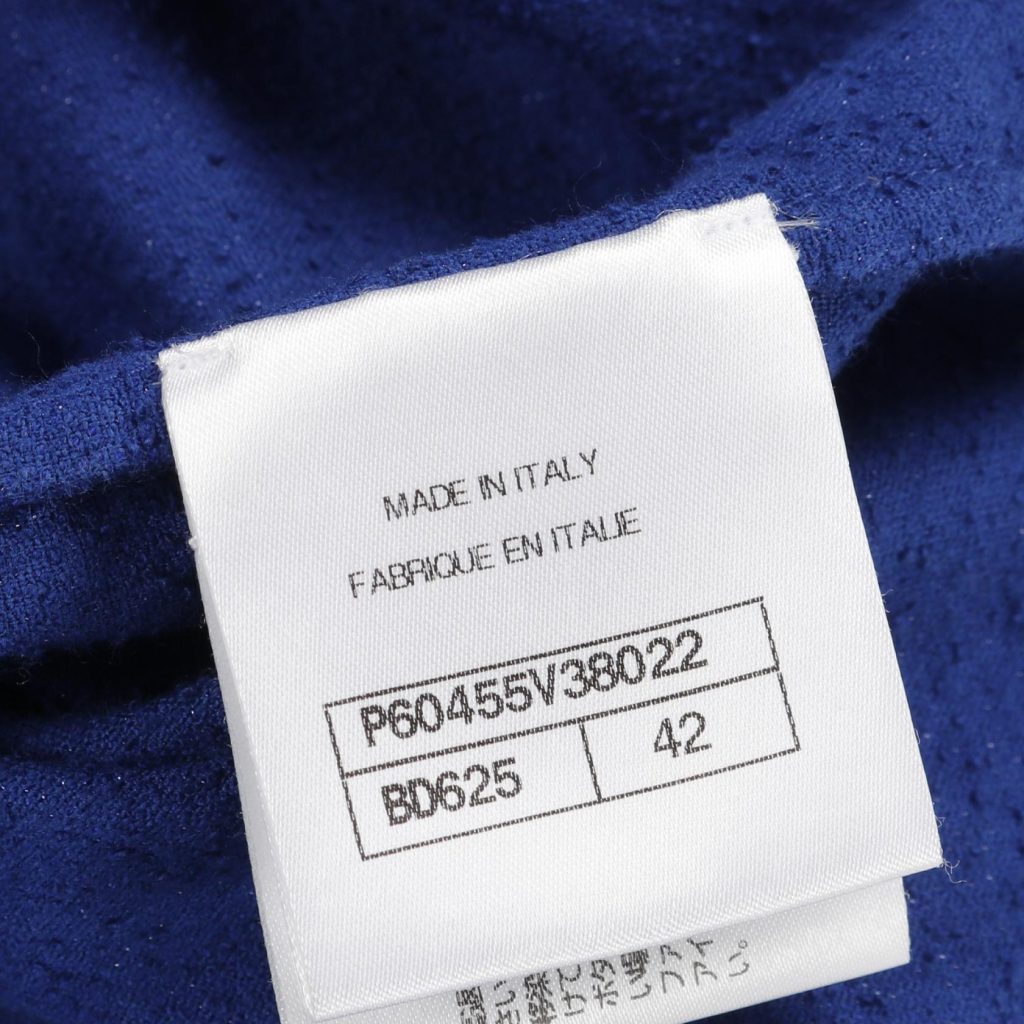 MADE IN ITALY
FABRIQUE EN ITALIE
P60455V38022
BD625 42